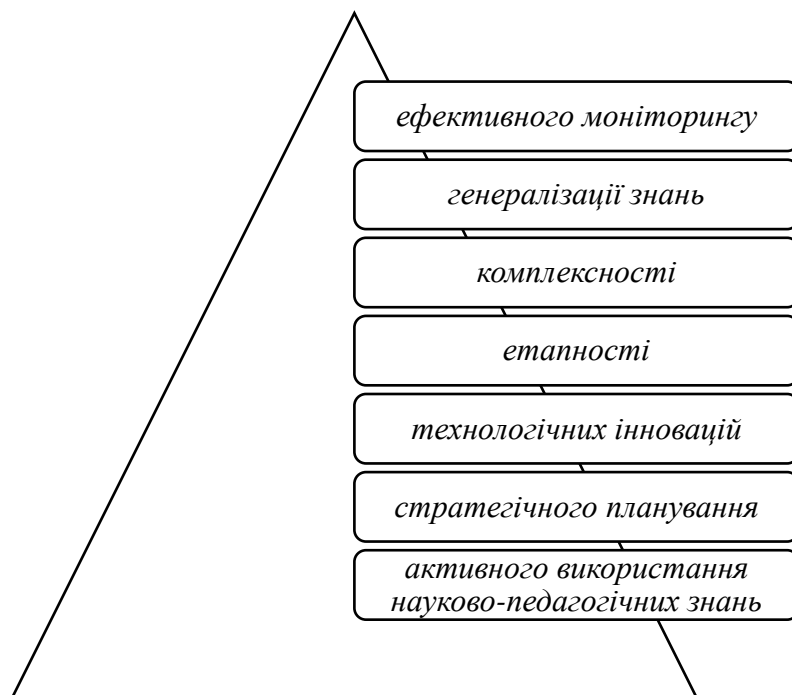 ефективного моніторингу
генералізації знань
комплексності
етапності
технологічних інновацій
стратегічного планування
активного використання
науково-педагогічних знань